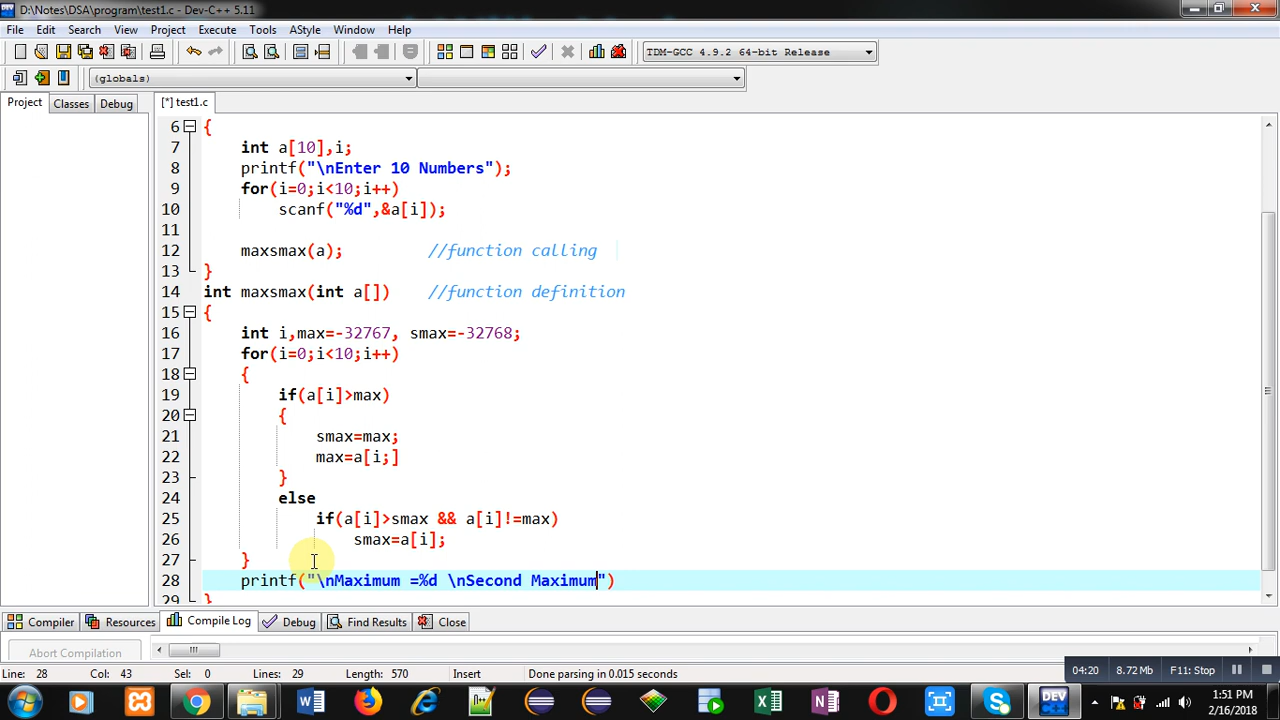 D:\Notes\DSA\program\test1.c - Dev-C++ 5.11
File Edit Search View Project Execute Tools AStyle Window Help
TDM-GCC 4.9.2 64-bit Release
(globals)
Project Classes Debug [*] test1.c
6 {
7 int a[10],i;
8 printf("\nEnter 10 Numbers");
9 for(i=0;i<10;i++)
10 scanf("%d",&a[i]);
11
12 maxsmax(a); //function calling
13 }
14 int maxsmax(int a[]) //function definition
15 {
16 int i,max=-32767, smax=-32768;
17 for(i=0;i<10;i++)
18 {
19 if(a[i]>max)
20 {
21 smax=max;
22 max=a[i;]
23 }
24 else
25 if(a[i]>smax && a[i]!=max)
26 smax=a[i];
27 }
28 printf("\nMaximum =%d \nSecond Maximum")
29 }
Compiler Resources Compile Log Debug Find Results Close
Abort Compilation
Line: 28 Col: 43 Sel: 0 Lines: 29 Length: 570 Insert Done parsing in 0.015 seconds
04:20 8.72 MB F11: Stop
DEV
1:51 PM
2/16/2018